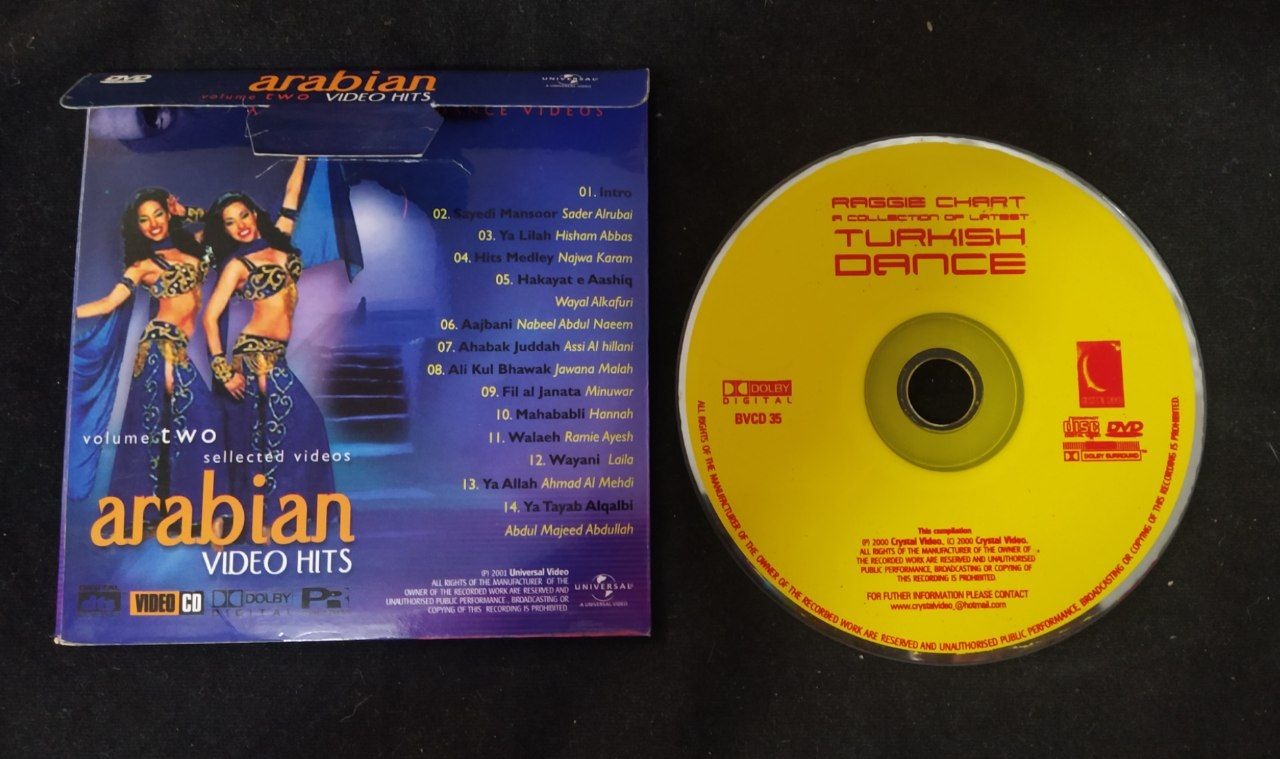 DVD
arabian
volume two VIDEO HITS
UNIVERSAL
A UNIVERSAL VIDEO
NCE VIDEOS
01. Intro
02. Sayedi Mansoor Sader Alrubai
03. Ya Lilah Hisham Abbas
04. Hits Medley Najwa Karam
05. Hakayat e Aashiq
Wayal Alkafuri
06. Aajbani Nabeel Abdul Naeem
07. Ahabak Juddah Assi Al hillani
08. Ali Kul Bhawak Jawana Malah
09. Fil al Janata Minuwar
10. Mahababli Hannah
11. Walaeh Ramie Ayesh
12. Wayani Laila
13. Ya Allah Ahmad Al Mehdi
14. Ya Tayab Alqalbi
Abdul Majeed Abdullah
volume two
sellected videos
arabian
VIDEO HITS
DIGITAL
dts
VIDEO CD
DOLBY
DIGITAL
(P) 2001 Universal Video
ALL RIGHTS OF THE MANUFACTURER OF THE
OWNER OF THE RECORDED WORK ARE RESERVED AND
UNAUTHORISED PUBLIC PERFORMANCE, BROADCASTING OR
COPYING OF THIS RECORDING IS PROHIBITED.
UNIVERSAL
A UNIVERSAL VIDEO
RAGGIE CHART
A COLLECTION OF LATEST
TURKISH
DANCE
DOLBY
DIGITAL
BVCD 35
COMPACT
disc
DVD
DOLBY SURROUND
This compilation
(P) 2000 Crystal Video. (C) 2000 Crystal Video.
ALL RIGHTS OF THE MANUFACTURER OF THE OWNER OF
THE RECORDED WORK ARE RESERVED AND UNAUTHORISED
PUBLIC PERFORMANCE, BROADCASTING OR COPYING OF
THIS RECORDING IS PROHIBITED.
FOR FUTHER INFORMATION PLEASE CONTACT
www.crystalvideo_@hotmail.com
ALL RIGHTS OF THE MANUFACTURER OF THE OWNER OF THE RECORDED WORK ARE RESERVED AND UNAUTHORISED PUBLIC PERFORMANCE, BROADCASTING OR COPYING OF THIS RECORDING IS PROHIBITED.